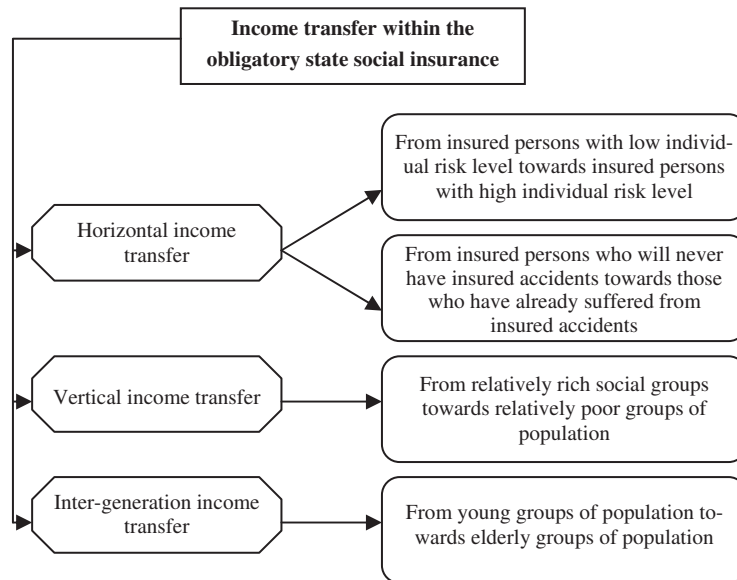 Income transfer within the
obligatory state social insurance
Horizontal income
transfer
From insured persons with low individ-
ual risk level towards insured persons
with high individual risk level
From insured persons who will never
have insured accidents towards those
who have already suffered from
insured accidents
Vertical income transfer
From relatively rich social groups
towards relatively poor groups of
population
Inter-generation income
transfer
From young groups of population to-
wards elderly groups of population